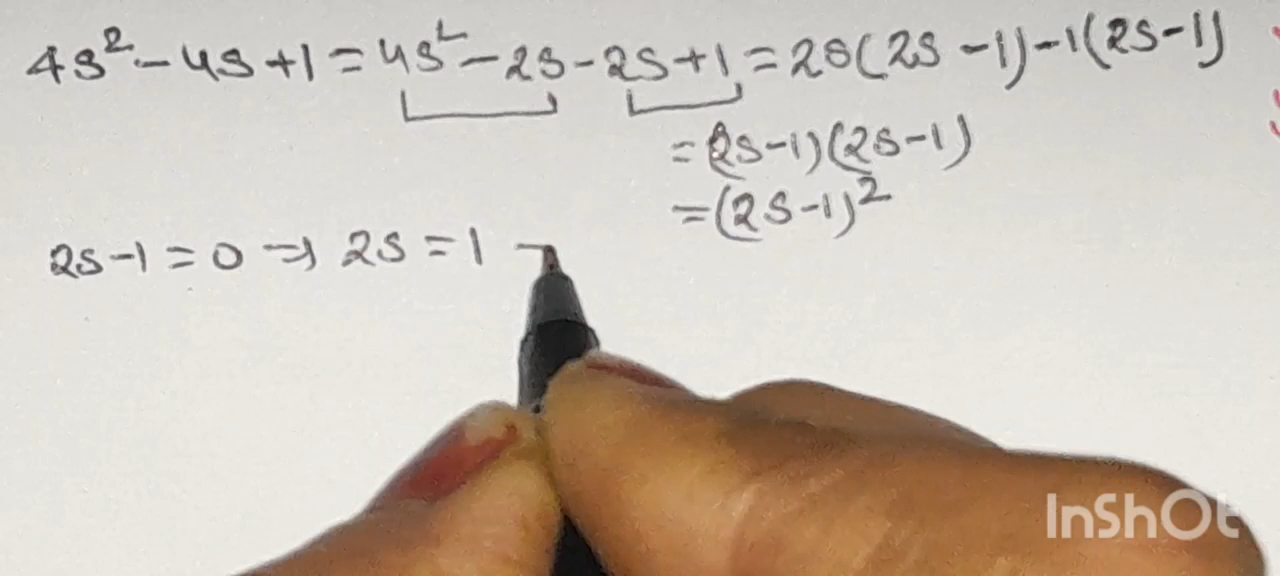 4s² - 4s + 1 = 4s² - 2s - 2s + 1 = 2s(2s - 1) - 1(2s - 1)
= (2s - 1)(2s - 1)
= (2s - 1)²
2s - 1 = 0 ⇒ 2s = 1
InShOt